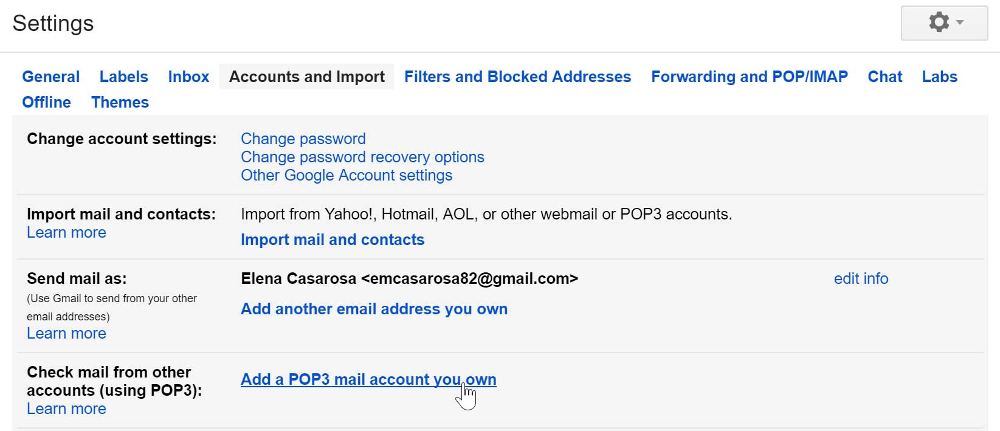 Settings
General Labels Inbox Accounts and Import Filters and Blocked Addresses Forwarding and POP/IMAP Chat Labs
Offline Themes
Change account settings: Change password
Change password recovery options
Other Google Account settings
Import mail and contacts: Import from Yahoo!, Hotmail, AOL, or other webmail or POP3 accounts.
Learn more
Import mail and contacts
Send mail as: Elena Casarosa <emcasarosa82@gmail.com> edit info
(Use Gmail to send from your other
email addresses)
Learn more
Add another email address you own
Check mail from other
accounts (using POP3):
Learn more
Add a POP3 mail account you own